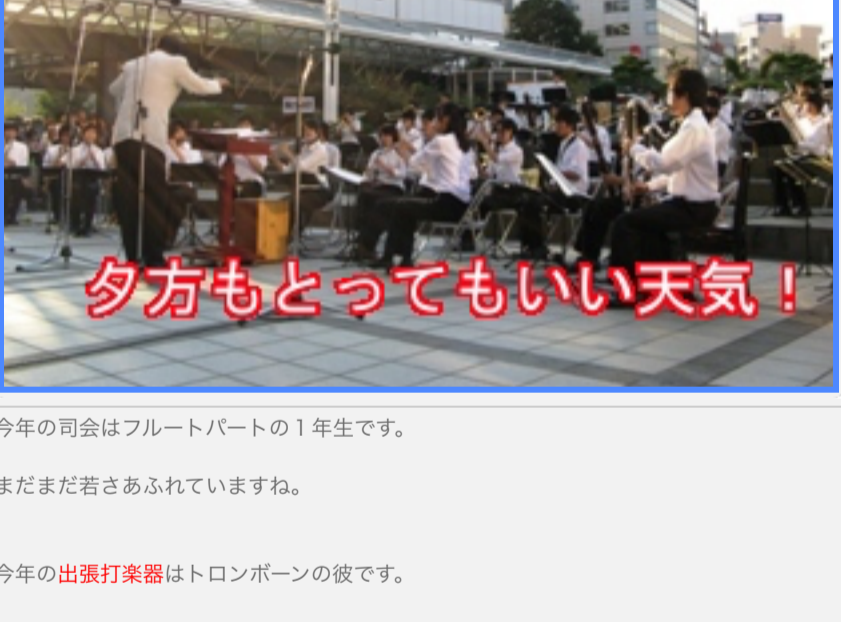 夕方もとってもいい天気！
今年の司会はフルートパートの１年生です。
まだまだ若さあふれていますね。
今年の出張打楽器はトロンボーンの彼です。